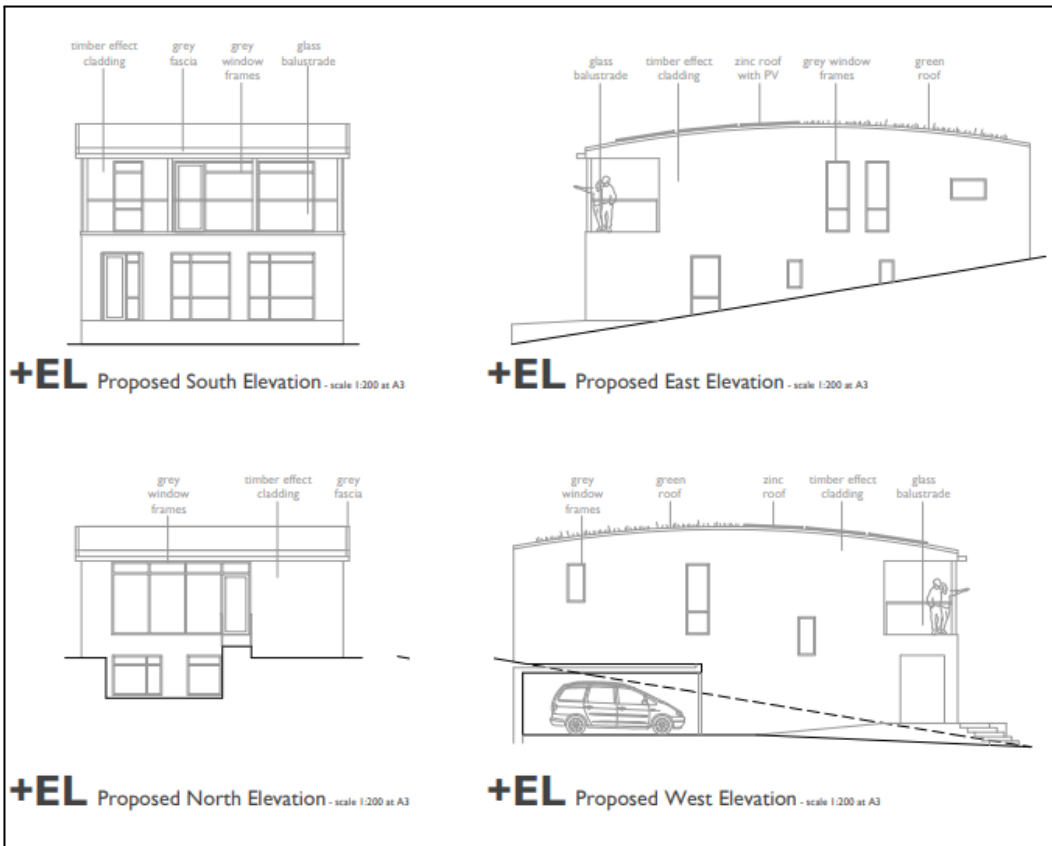 timber effect
cladding
grey
fascia
grey
window
frames
glass
balustrade
+EL Proposed South Elevation - scale 1:200 at A3
glass
balustrade
timber effect
cladding
zinc roof
with PV
grey window
frames
green
roof
+EL Proposed East Elevation - scale 1:200 at A3
grey
window
frames
timber effect
cladding
grey
fascia
+EL Proposed North Elevation - scale 1:200 at A3
grey
window
frames
green
roof
zinc
roof
timber effect
cladding
glass
balustrade
+EL Proposed West Elevation - scale 1:200 at A3